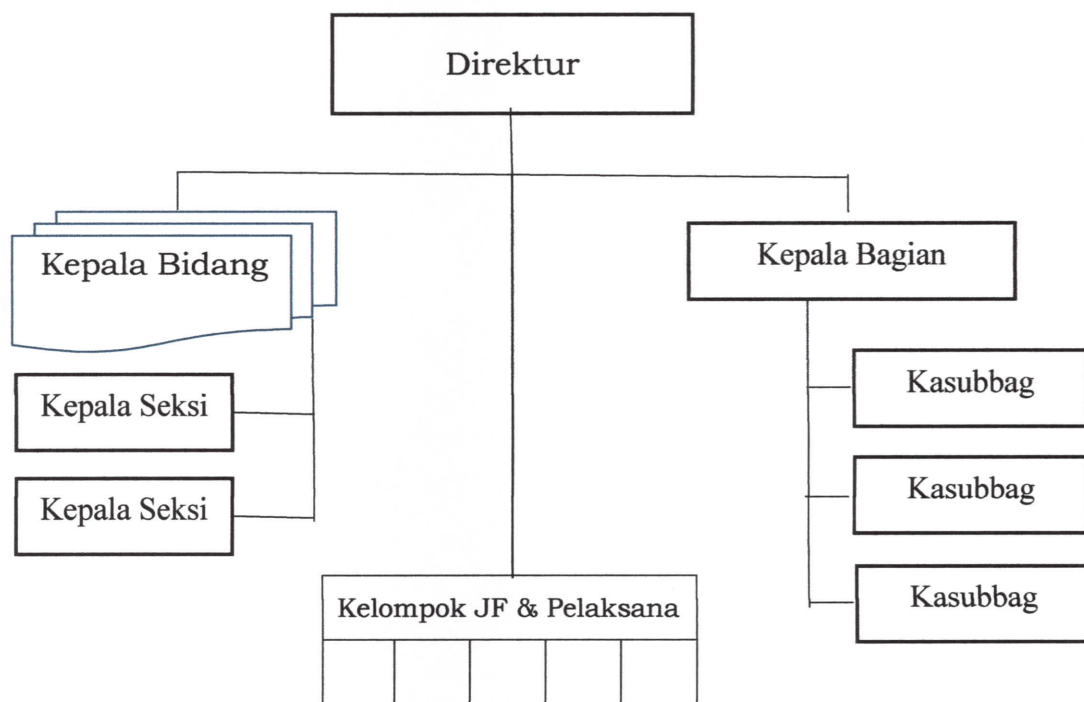 Direktur
Kepala Bidang
Kepala Bagian
Kepala Seksi
Kasubbag
Kepala Seksi
Kasubbag
Kelompok JF & Pelaksana
Kasubbag